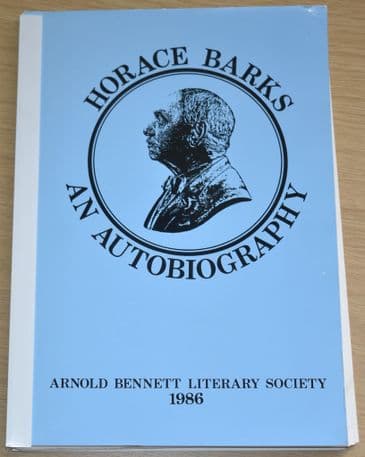 HORACE BARKS
AN AUTOBIOGRAPHY
ARNOLD BENNETT LITERARY SOCIETY
1986